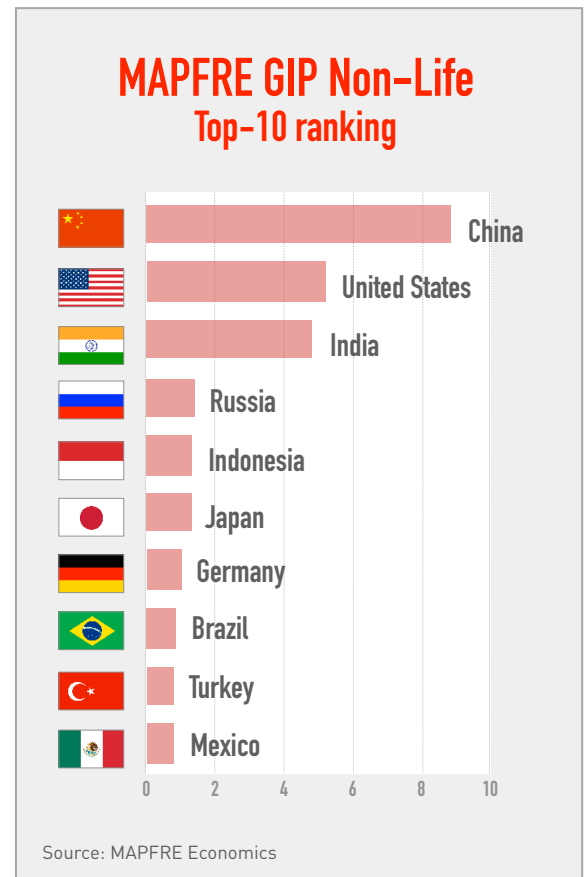 MAPFRE GIP Non-Life
Top-10 ranking
China
United States
India
Russia
Indonesia
Japan
Germany
Brazil
Turkey
Mexico
0 2 4 6 8 10
Source: MAPFRE Economics